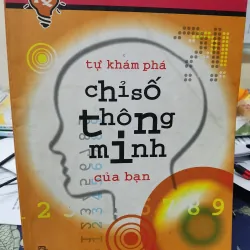 tự khám phá
chỉ số
thông
minh
của bạn